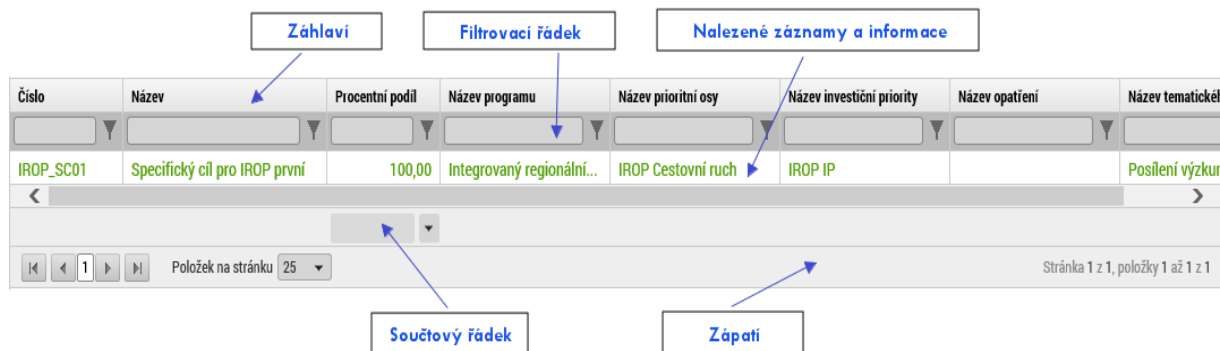 Záhlaví Filtrovací řádek Nalezené záznamy a informace
Číslo Název Procentní podíl Název programu Název prioritní osy Název investiční priority Název opatření Název tematickéh
IROP_SC01 Specifický cíl pro IROP první 100,00 Integrovaný regionální... IROP Cestovní ruch IROP IP Posílení výzkum
1 Položek na stránku 25 Stránka 1 z 1, položky 1 až 1 z 1
Součtový řádek Zápatí